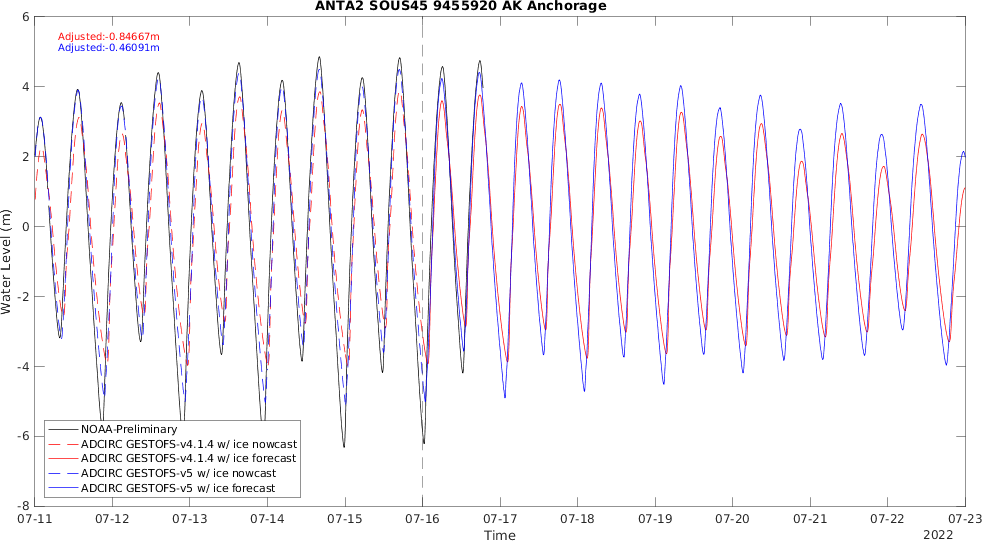 ANTA2 SOUS45 9455920 AK Anchorage
Adjusted:-0.84667m
Adjusted:-0.46091m
6
4
2
0
-2
-4
-6
-8
Water Level (m)
NOAA-Preliminary
ADCIRC GESTOFS-v4.1.4 w/ ice nowcast
ADCIRC GESTOFS-v4.1.4 w/ ice forecast
ADCIRC GESTOFS-v5 w/ ice nowcast
ADCIRC GESTOFS-v5 w/ ice forecast
07-11 07-12 07-13 07-14 07-15 07-16 07-17 07-18 07-19 07-20 07-21 07-22 07-23
Time
2022